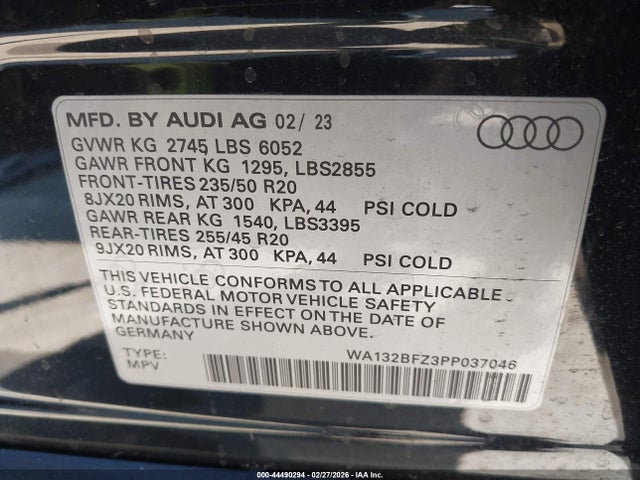 MFD. BY AUDI AG 02/ 23
GVWR KG 2745 LBS 6052
GAWR FRONT KG 1295, LBS2855
FRONT-TIRES 235/50 R20
8JX20 RIMS, AT 300 KPA, 44 PSI COLD
GAWR REAR KG 1540, LBS3395
REAR-TIRES 255/45 R20
9JX20 RIMS, AT 300 KPA, 44 PSI COLD
THIS VEHICLE CONFORMS TO ALL APPLICABLE
U.S. FEDERAL MOTOR VEHICLE SAFETY
STANDARDS IN EFFECT ON THE DATE OF
MANUFACTURE SHOWN ABOVE.
GERMANY
TYPE: WA132BFZ3PP037046
MPV
000-44490294 - 02/27/2026 - IAA Inc.